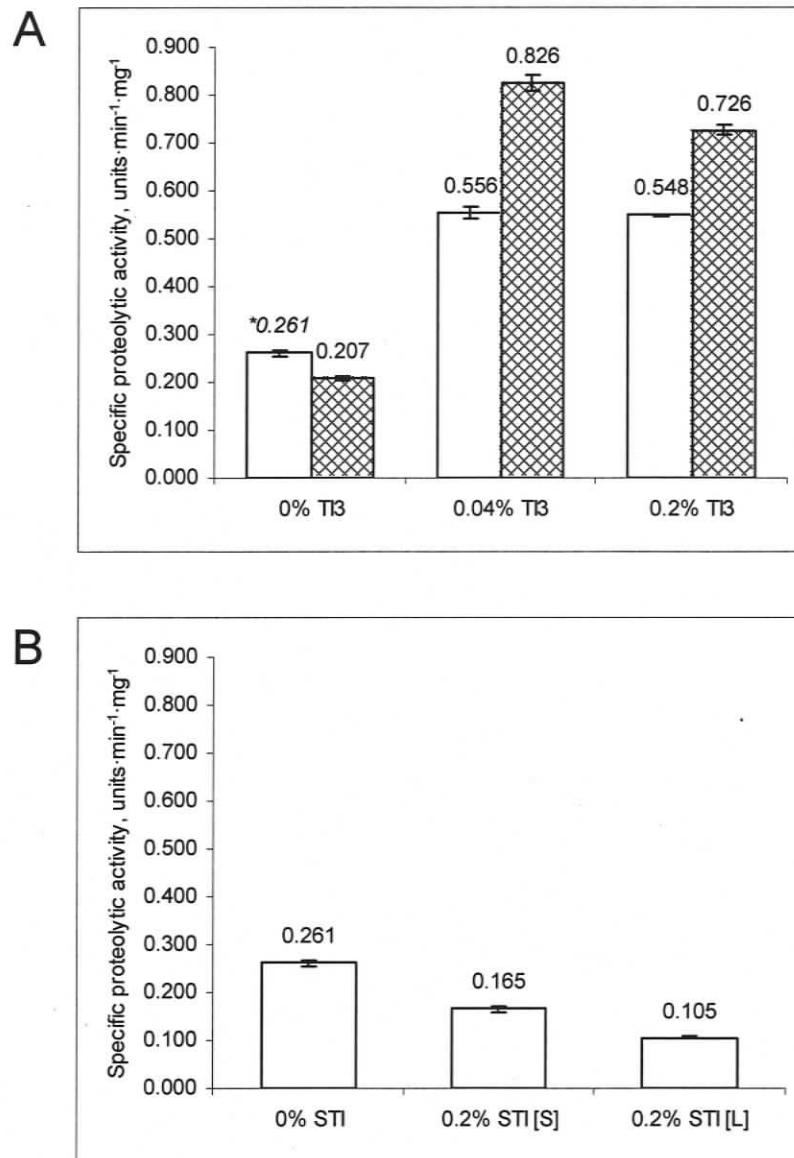 A
Specific proteolytic activity, units·min⁻¹·mg⁻¹
0.900
0.800
0.700
0.600
0.500
0.400
0.300
0.200
0.100
0.000
*0.261
0.207
0.556
0.826
0.548
0.726
0% TI3
0.04% TI3
0.2% TI3
B
Specific proteolytic activity, units·min⁻¹·mg⁻¹
0.900
0.800
0.700
0.600
0.500
0.400
0.300
0.200
0.100
0.000
0.261
0.165
0.105
0% STI
0.2% STI [S]
0.2% STI [L]